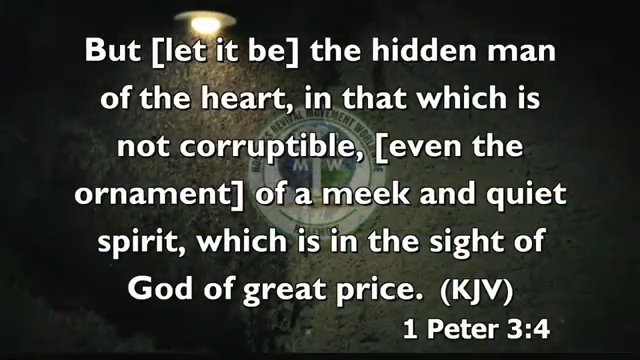 But [let it be] the hidden man
of the heart, in that which is
not corruptible, [even the
ornament] of a meek and quiet
spirit, which is in the sight of
God of great price. (KJV)
1 Peter 3:4
REVIVAL MOVEMENT
M W